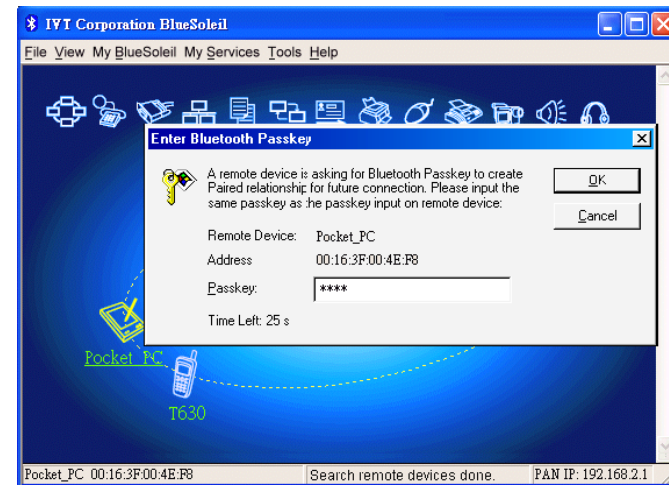 IVT Corporation BlueSoleil
File View My BlueSoleil My Services Tools Help
Enter Bluetooth Passkey
A remote device is asking for Bluetooth Passkey to create
Paired relationship for future connection. Please input the
same passkey as the passkey input on remote device:
OK
Cancel
Remote Device: Pocket_PC
Address 00:16:3F:00:4E:F8
Passkey: ****
Time Left: 25 s
Pocket_PC
T630
Pocket_PC 00:16:3F:00:4E:F8 Search remote devices done. PAN IP: 192.168.2.1